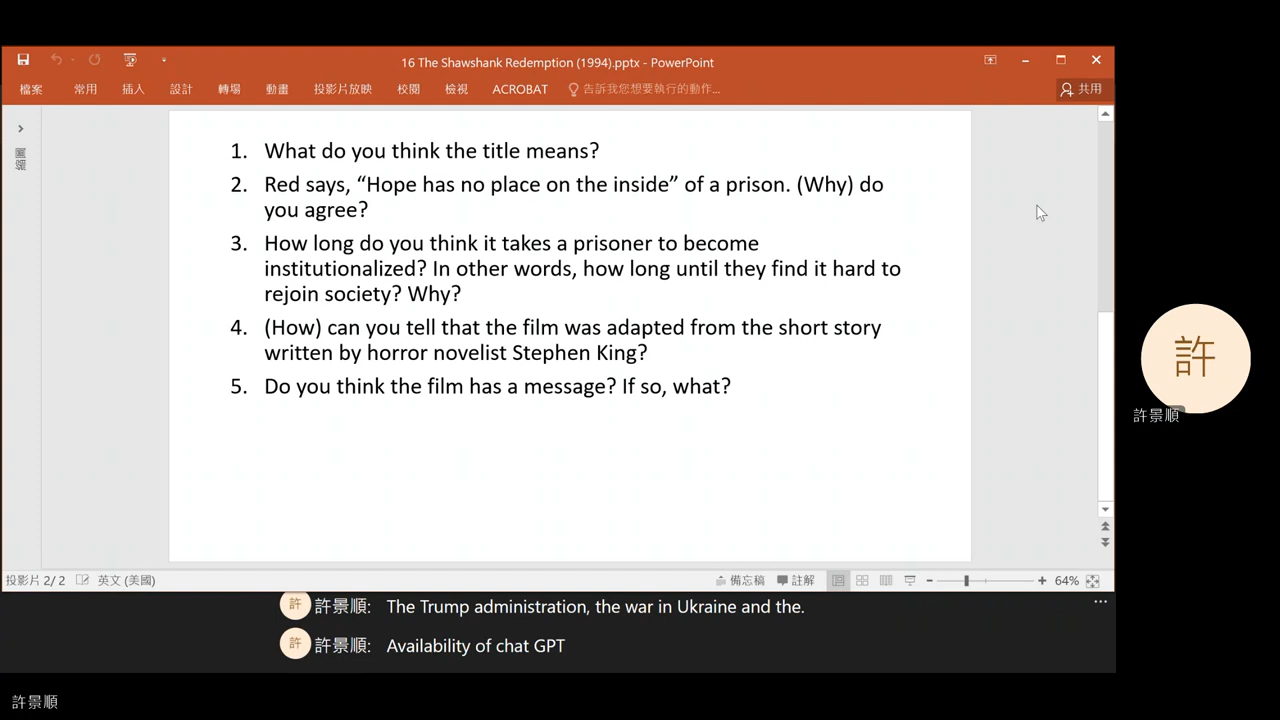 16 The Shawshank Redemption (1994).pptx - PowerPoint
檔案 常用 插入 設計 轉場 動畫 投影片放映 校閱 檢視 ACROBAT 告訴我您想要執行的動作... 共用
1. What do you think the title means?
2. Red says, “Hope has no place on the inside” of a prison. (Why) do
you agree?
3. How long do you think it takes a prisoner to become
institutionalized? In other words, how long until they find it hard to
rejoin society? Why?
4. (How) can you tell that the film was adapted from the short story
written by horror novelist Stephen King?
5. Do you think the film has a message? If so, what?
許
許景順
投影片 2/ 2 英文 (美國) 備忘稿 註解 64%
許 許景順: The Trump administration, the war in Ukraine and the.
許 許景順: Availability of chat GPT
許景順